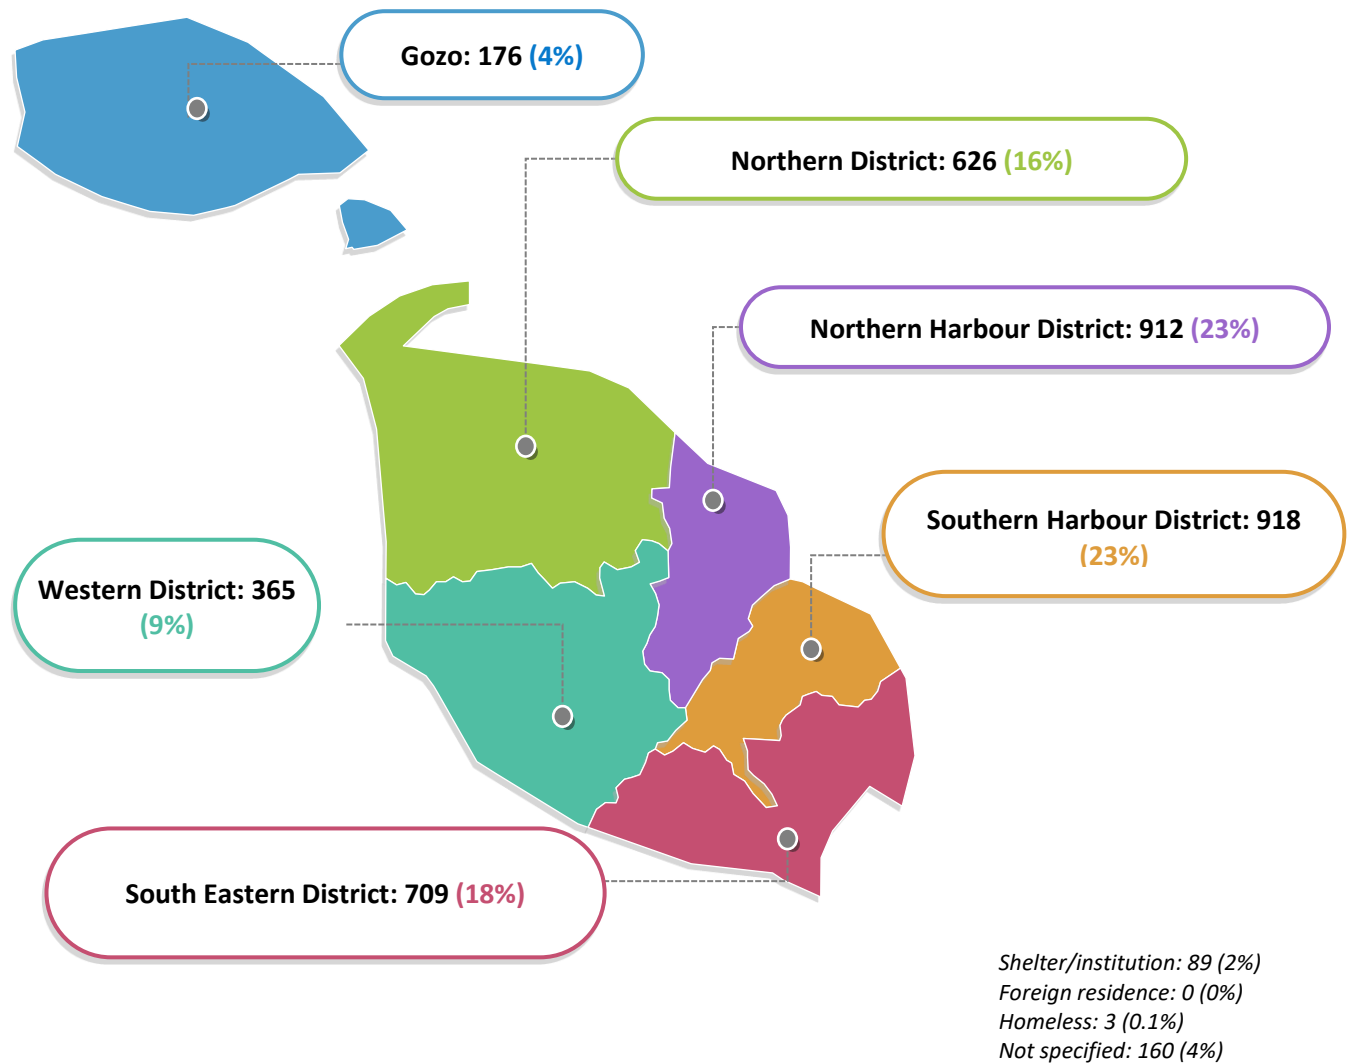 Gozo: 176 (4%)
Northern District: 626 (16%)
Northern Harbour District: 912 (23%)
Southern Harbour District: 918
(23%)
Western District: 365
(9%)
South Eastern District: 709 (18%)
Shelter/institution: 89 (2%)
Foreign residence: 0 (0%)
Homeless: 3 (0.1%)
Not specified: 160 (4%)